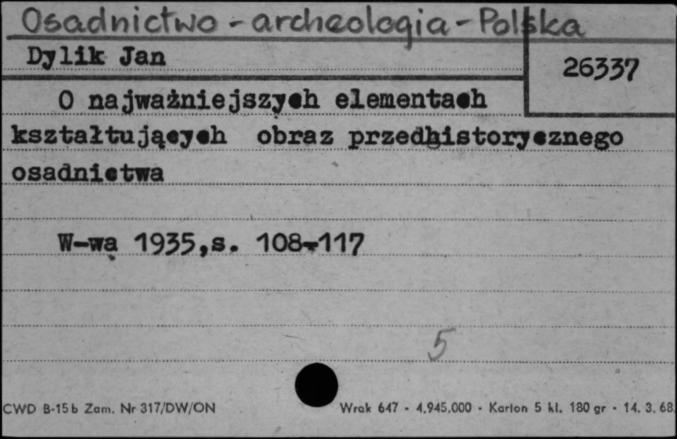 Osadnictwo - archeologia - Polska
Dylik Jan
26337
O najważniejszych elementach
kształtujących obraz przedhistorycznego
osadnictwa
W-wa 1935,s. 108-117
5
CWD B-15b Zam. Nr 317/DW/ON
Wrak 647 - 4.945.000 - Karton 5 kl. 180 gr - 14. 3. 68.